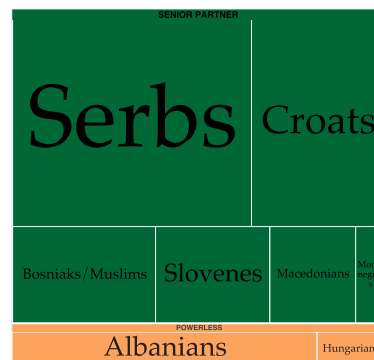 SENIOR PARTNER
Serbs
Croats
Bosniaks/Muslims
Slovenes
Macedonians
POWERLESS
Albanians